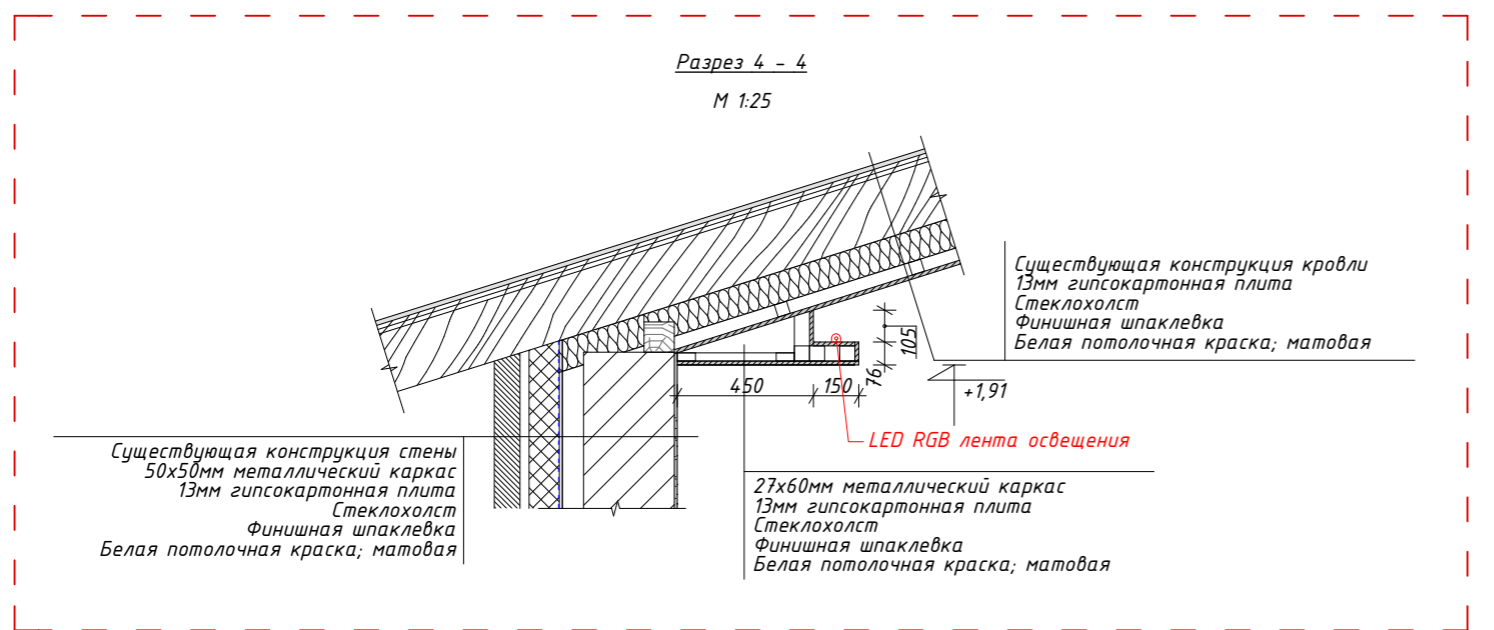 Разрез 4 - 4
М 1:25
Существующая конструкция кровли
13мм гипсокартонная плита
Стеклохолст
Финишная шпаклевка
Белая потолочная краска; матовая
105
76
450
150
+1,91
LED RGB лента освещения
Существующая конструкция стены
50x50мм металлический каркас
13мм гипсокартонная плита
Стеклохолст
Финишная шпаклевка
Белая потолочная краска; матовая
27x60мм металлический каркас
13мм гипсокартонная плита
Стеклохолст
Финишная шпаклевка
Белая потолочная краска; матовая